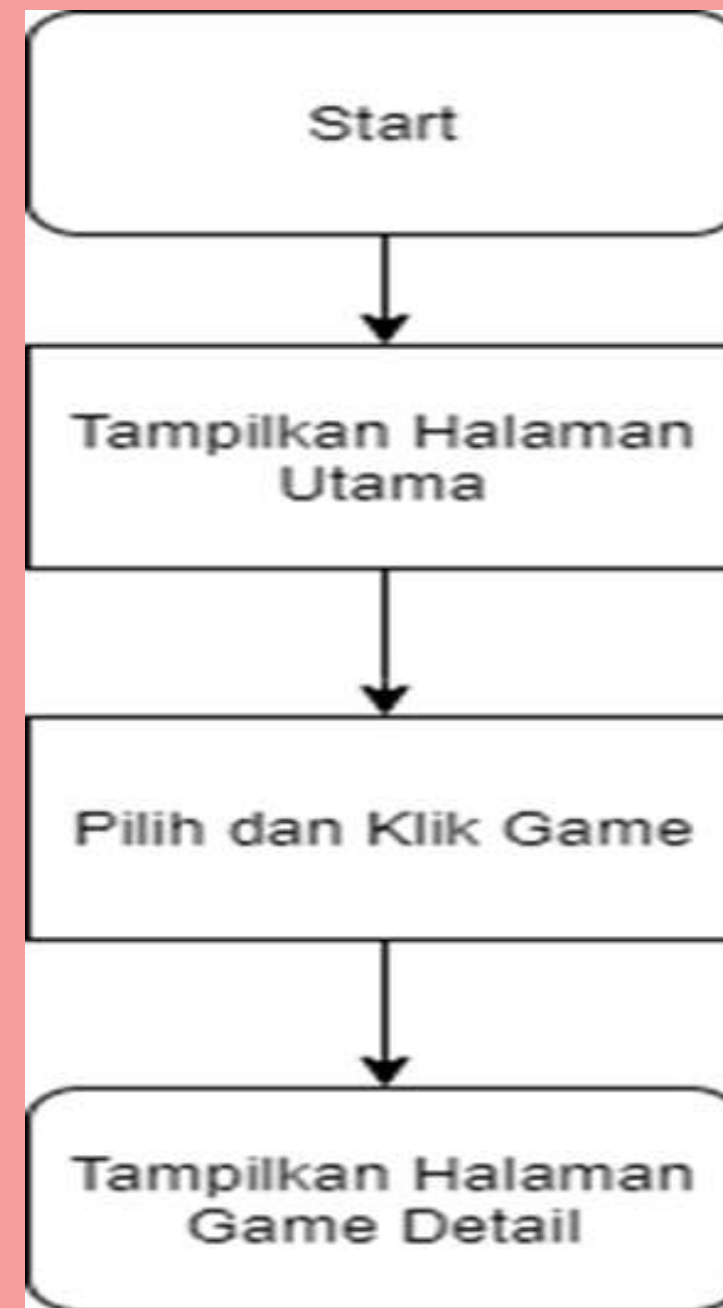 Start
Tampilkan Halaman
Utama
Pilih dan Klik Game
Tampilkan Halaman
Game Detail